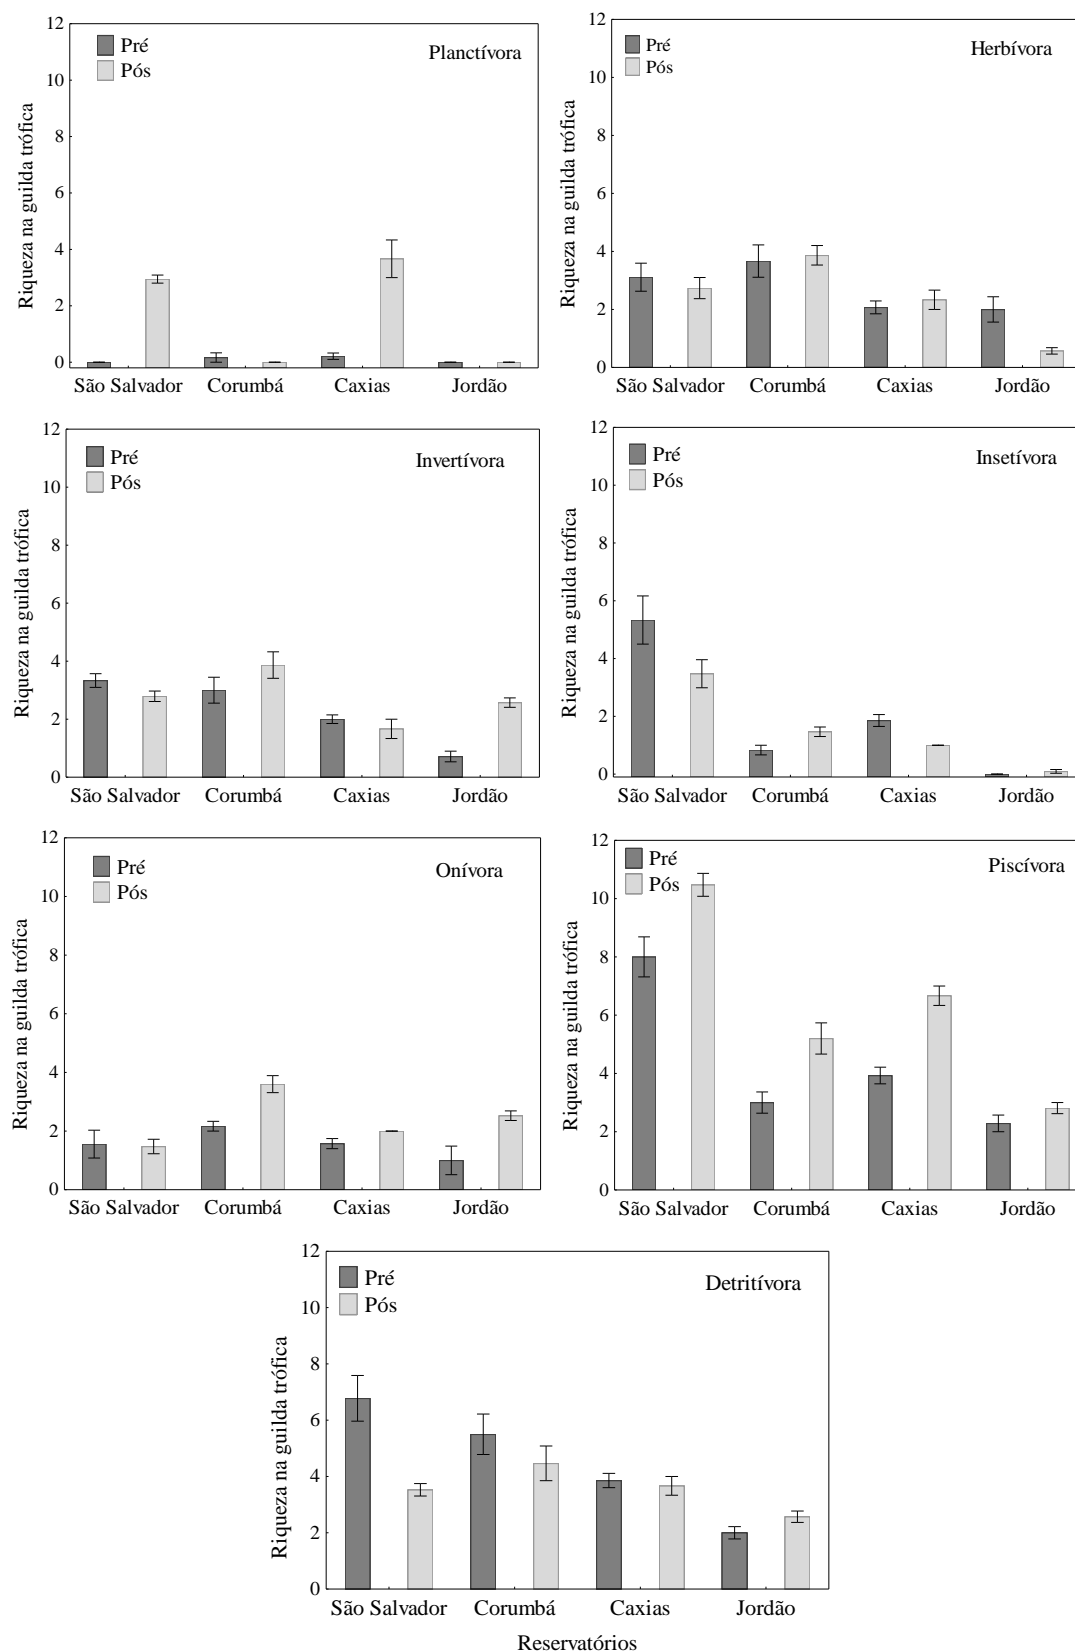 12
10
8
6
4
2
0
Riqueza na guilda trófica
Pré
Pós
Planctívora
São Salvador Corumbá Caxias Jordão
12
10
8
6
4
2
0
Riqueza na guilda trófica
Pré
Pós
Herbívora
São Salvador Corumbá Caxias Jordão
12
10
8
6
4
2
0
Riqueza na guilda trófica
Pré
Pós
Invertívora
São Salvador Corumbá Caxias Jordão
12
10
8
6
4
2
0
Riqueza na guilda trófica
Pré
Pós
Insetívora
São Salvador Corumbá Caxias Jordão
12
10
8
6
4
2
0
Riqueza na guilda trófica
Pré
Pós
Onívora
São Salvador Corumbá Caxias Jordão
12
10
8
6
4
2
0
Riqueza na guilda trófica
Pré
Pós
Piscívora
São Salvador Corumbá Caxias Jordão
12
10
8
6
4
2
0
Riqueza na guilda trófica
Pré
Pós
Detritívora
São Salvador Corumbá Caxias Jordão
Reservatórios